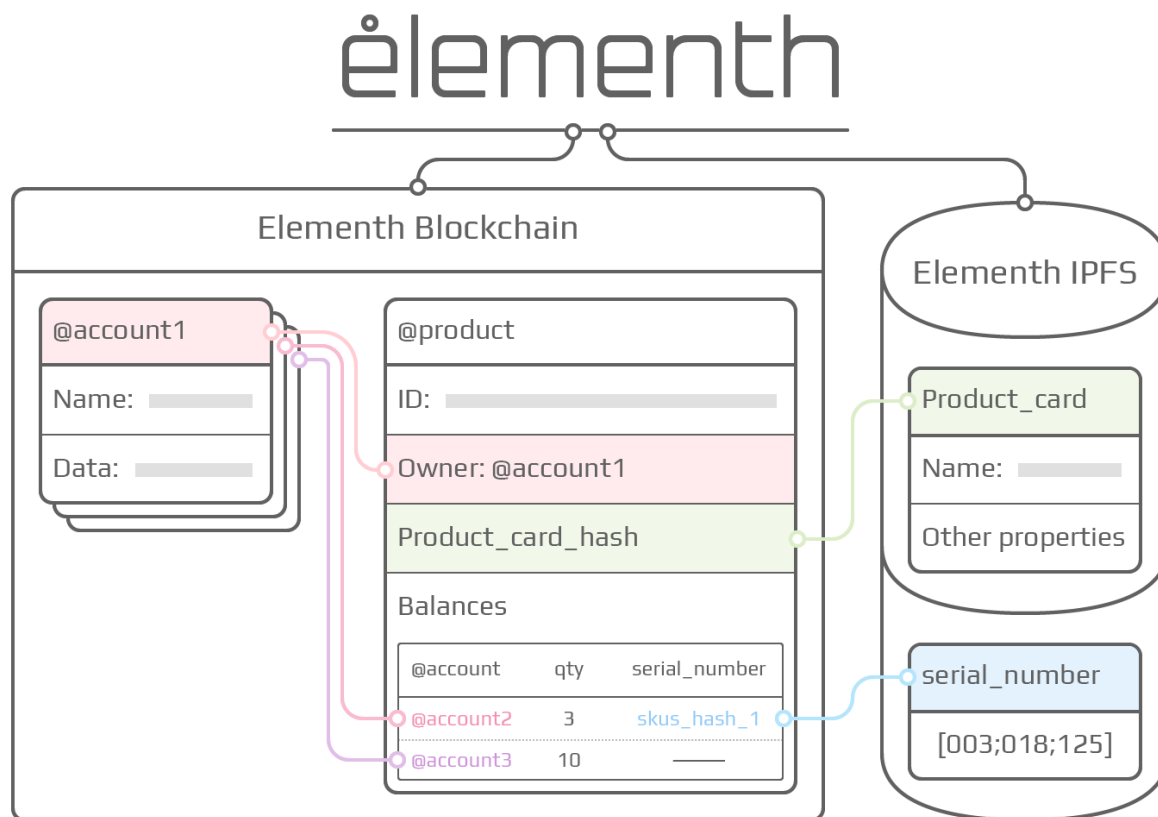 elementh
Elementh Blockchain
Elementh IPFS
@account1
Name:
Data:
@product
ID:
Owner: @account1
Product_card_hash
Balances
@account qty serial_number
@account2 3 skus_hash_1
@account3 10
Product_card
Name:
Other properties
serial_number
[003;018;125]